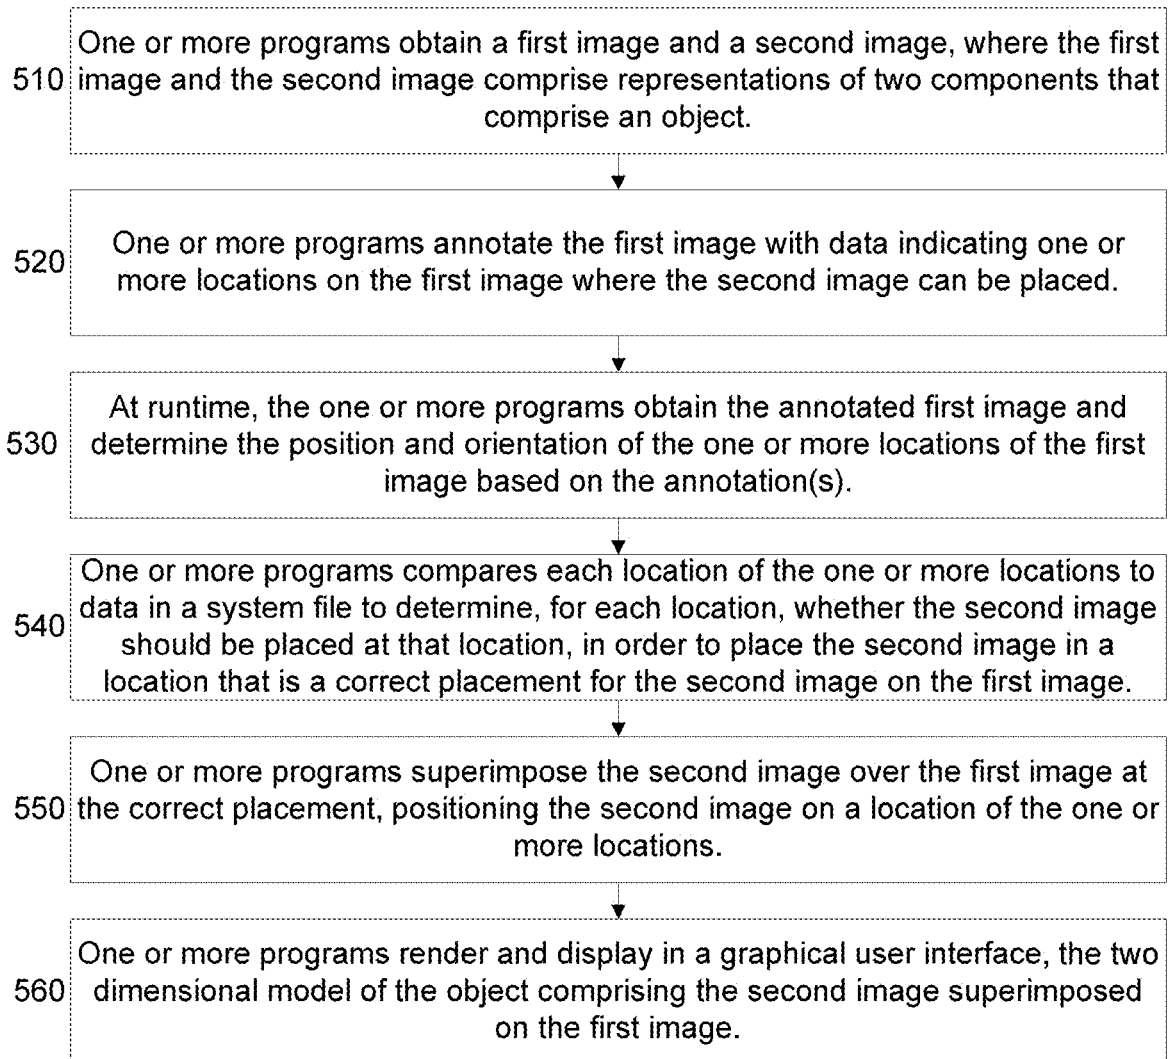 One or more programs obtain a first image and a second image, where the first
510 image and the second image comprise representations of two components that
comprise an object.
520 One or more programs annotate the first image with data indicating one or
more locations on the first image where the second image can be placed.
At runtime, the one or more programs obtain the annotated first image and
530 determine the position and orientation of the one or more locations of the first
image based on the annotation(s).
One or more programs compares each location of the one or more locations to
data in a system file to determine, for each location, whether the second image
540 should be placed at that location, in order to place the second image in a
location that is a correct placement for the second image on the first image.
One or more programs superimpose the second image over the first image at
550 the correct placement, positioning the second image on a location of the one or
more locations.
One or more programs render and display in a graphical user interface, the two
560 dimensional model of the object comprising the second image superimposed
on the first image.